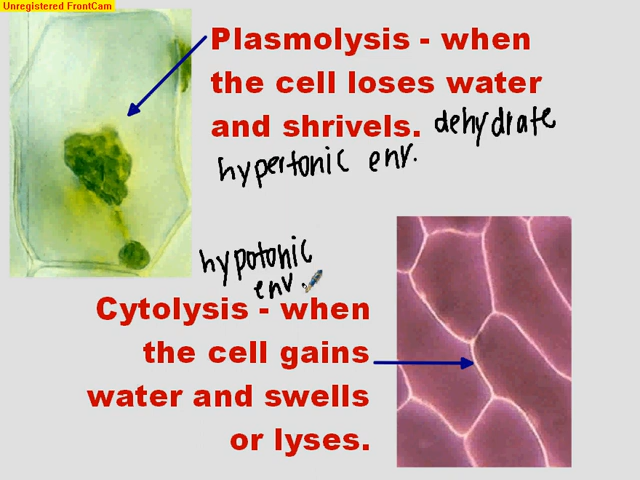 Unregistered FrontCam
Plasmolysis - when
the cell loses water
and shrivels. dehydrate
hypertonic env.
hypotonic
env
Cytolysis - when
the cell gains
water and swells
or lyses.